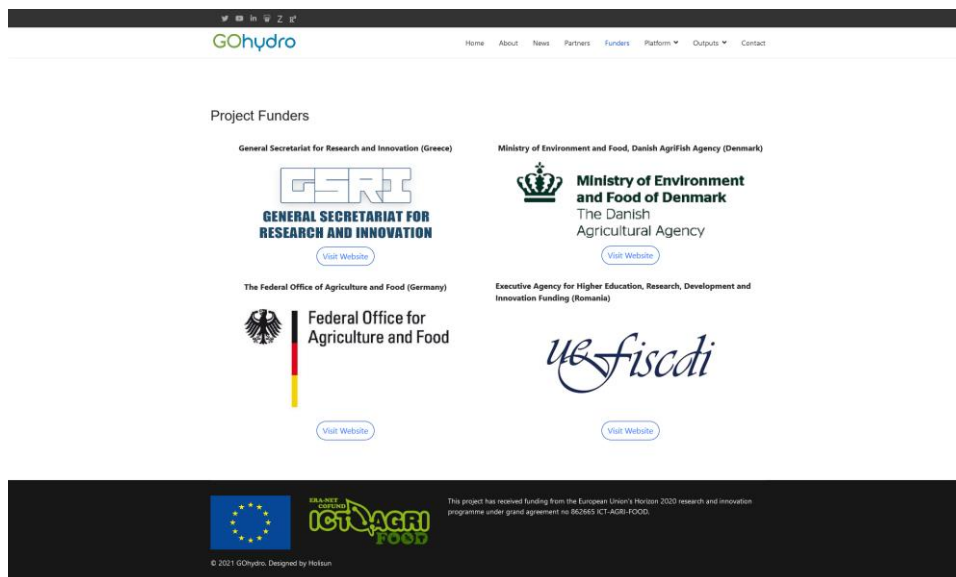 GOhydro
Home About News Partners Funders Platform Outputs Contact
Project Funders
General Secretariat for Research and Innovation (Greece)
GSRI
GENERAL SECRETARIAT FOR
RESEARCH AND INNOVATION
Visit Website
Ministry of Environment and Food, Danish AgriFish Agency (Denmark)
Ministry of Environment
and Food of Denmark
The Danish
Agricultural Agency
Visit Website
The Federal Office of Agriculture and Food (Germany)
Federal Office for
Agriculture and Food
Visit Website
Executive Agency for Higher Education, Research, Development and
Innovation Funding (Romania)
uefiscdi
Visit Website
ERA-NET
COFUND
ICT AGRI
FOOD
This project has received funding from the European Union's Horizon 2020 research and innovation
programme under grand agreement no 862665 ICT-AGRI-FOOD.
© 2021 GOhydro. Designed by Holisun